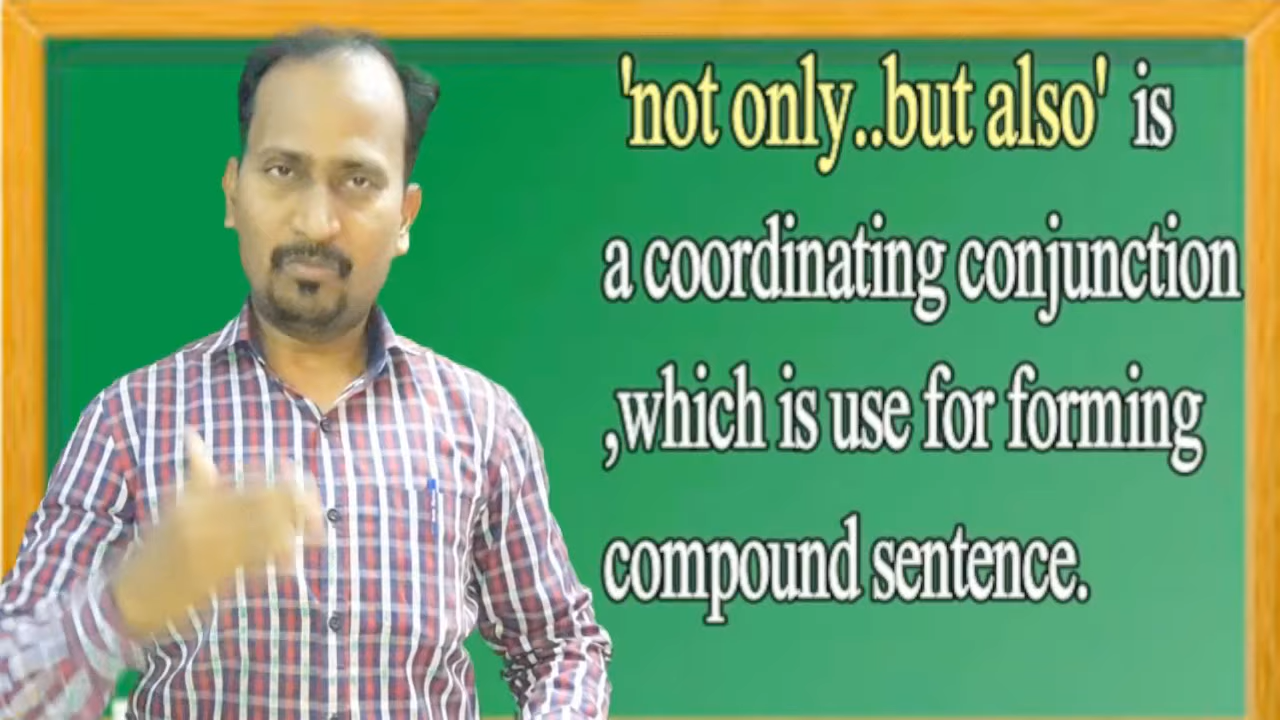 'not only..but also' is
a coordinating conjunction
,which is use for forming
compound sentence.